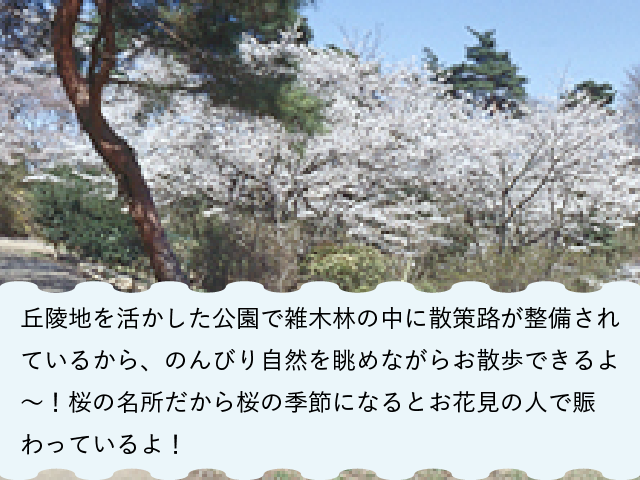 丘陵地を活かした公園で雑木林の中に散策路が整備され
ているから、のんびり自然を眺めながらお散歩できるよ
～！桜の名所だから桜の季節になるとお花見の人で賑
わっているよ！